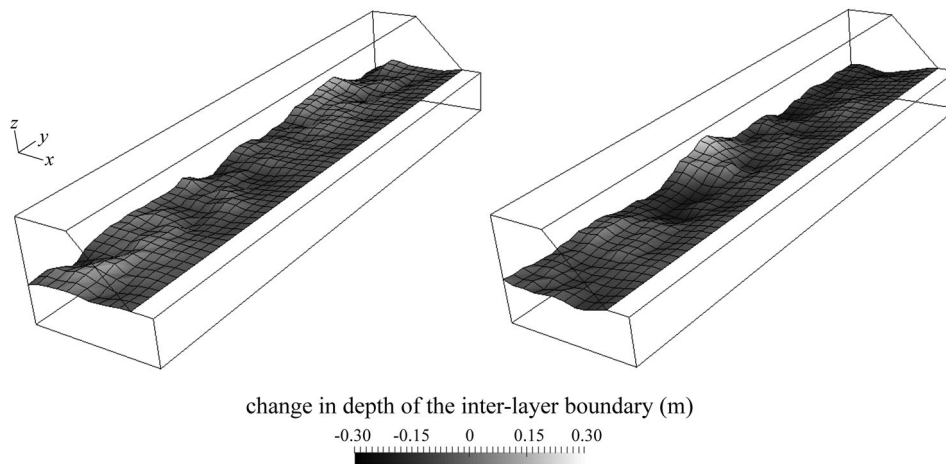 z
y
x
change in depth of the inter-layer boundary (m)
-0.30 -0.15 0 0.15 0.30